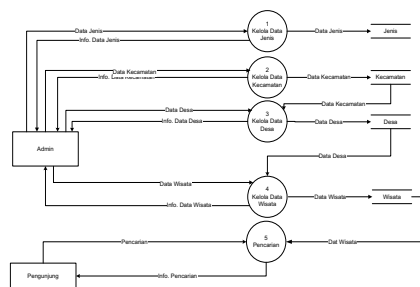 1
Kelola Data
Jenis
Data Jenis
Data Jenis
Jenis
Info. Data Jenis
2
Kelola Data
Kecamatan
Data Kecamatan
Info. Data Kecamatan
Data Kecamatan
Kecamatan
Data Kecamatan
3
Kelola Data
Desa
Data Desa
Info. Data Desa
Data Desa
Desa
Admin
Data Desa
4
Kelola Data
Wisata
Data Wisata
Data Wisata
Wisata
Info. Data Wisata
5
Pencarian
Pencarian
Dat Wisata
Pengunjung
Info. Pencarian